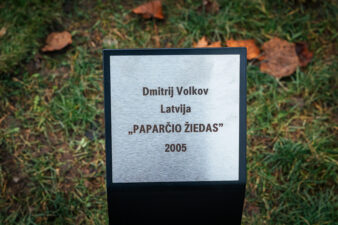 Dmitrij Volkov
Latvija
„PAPARČIO ŽIEDAS”
2005